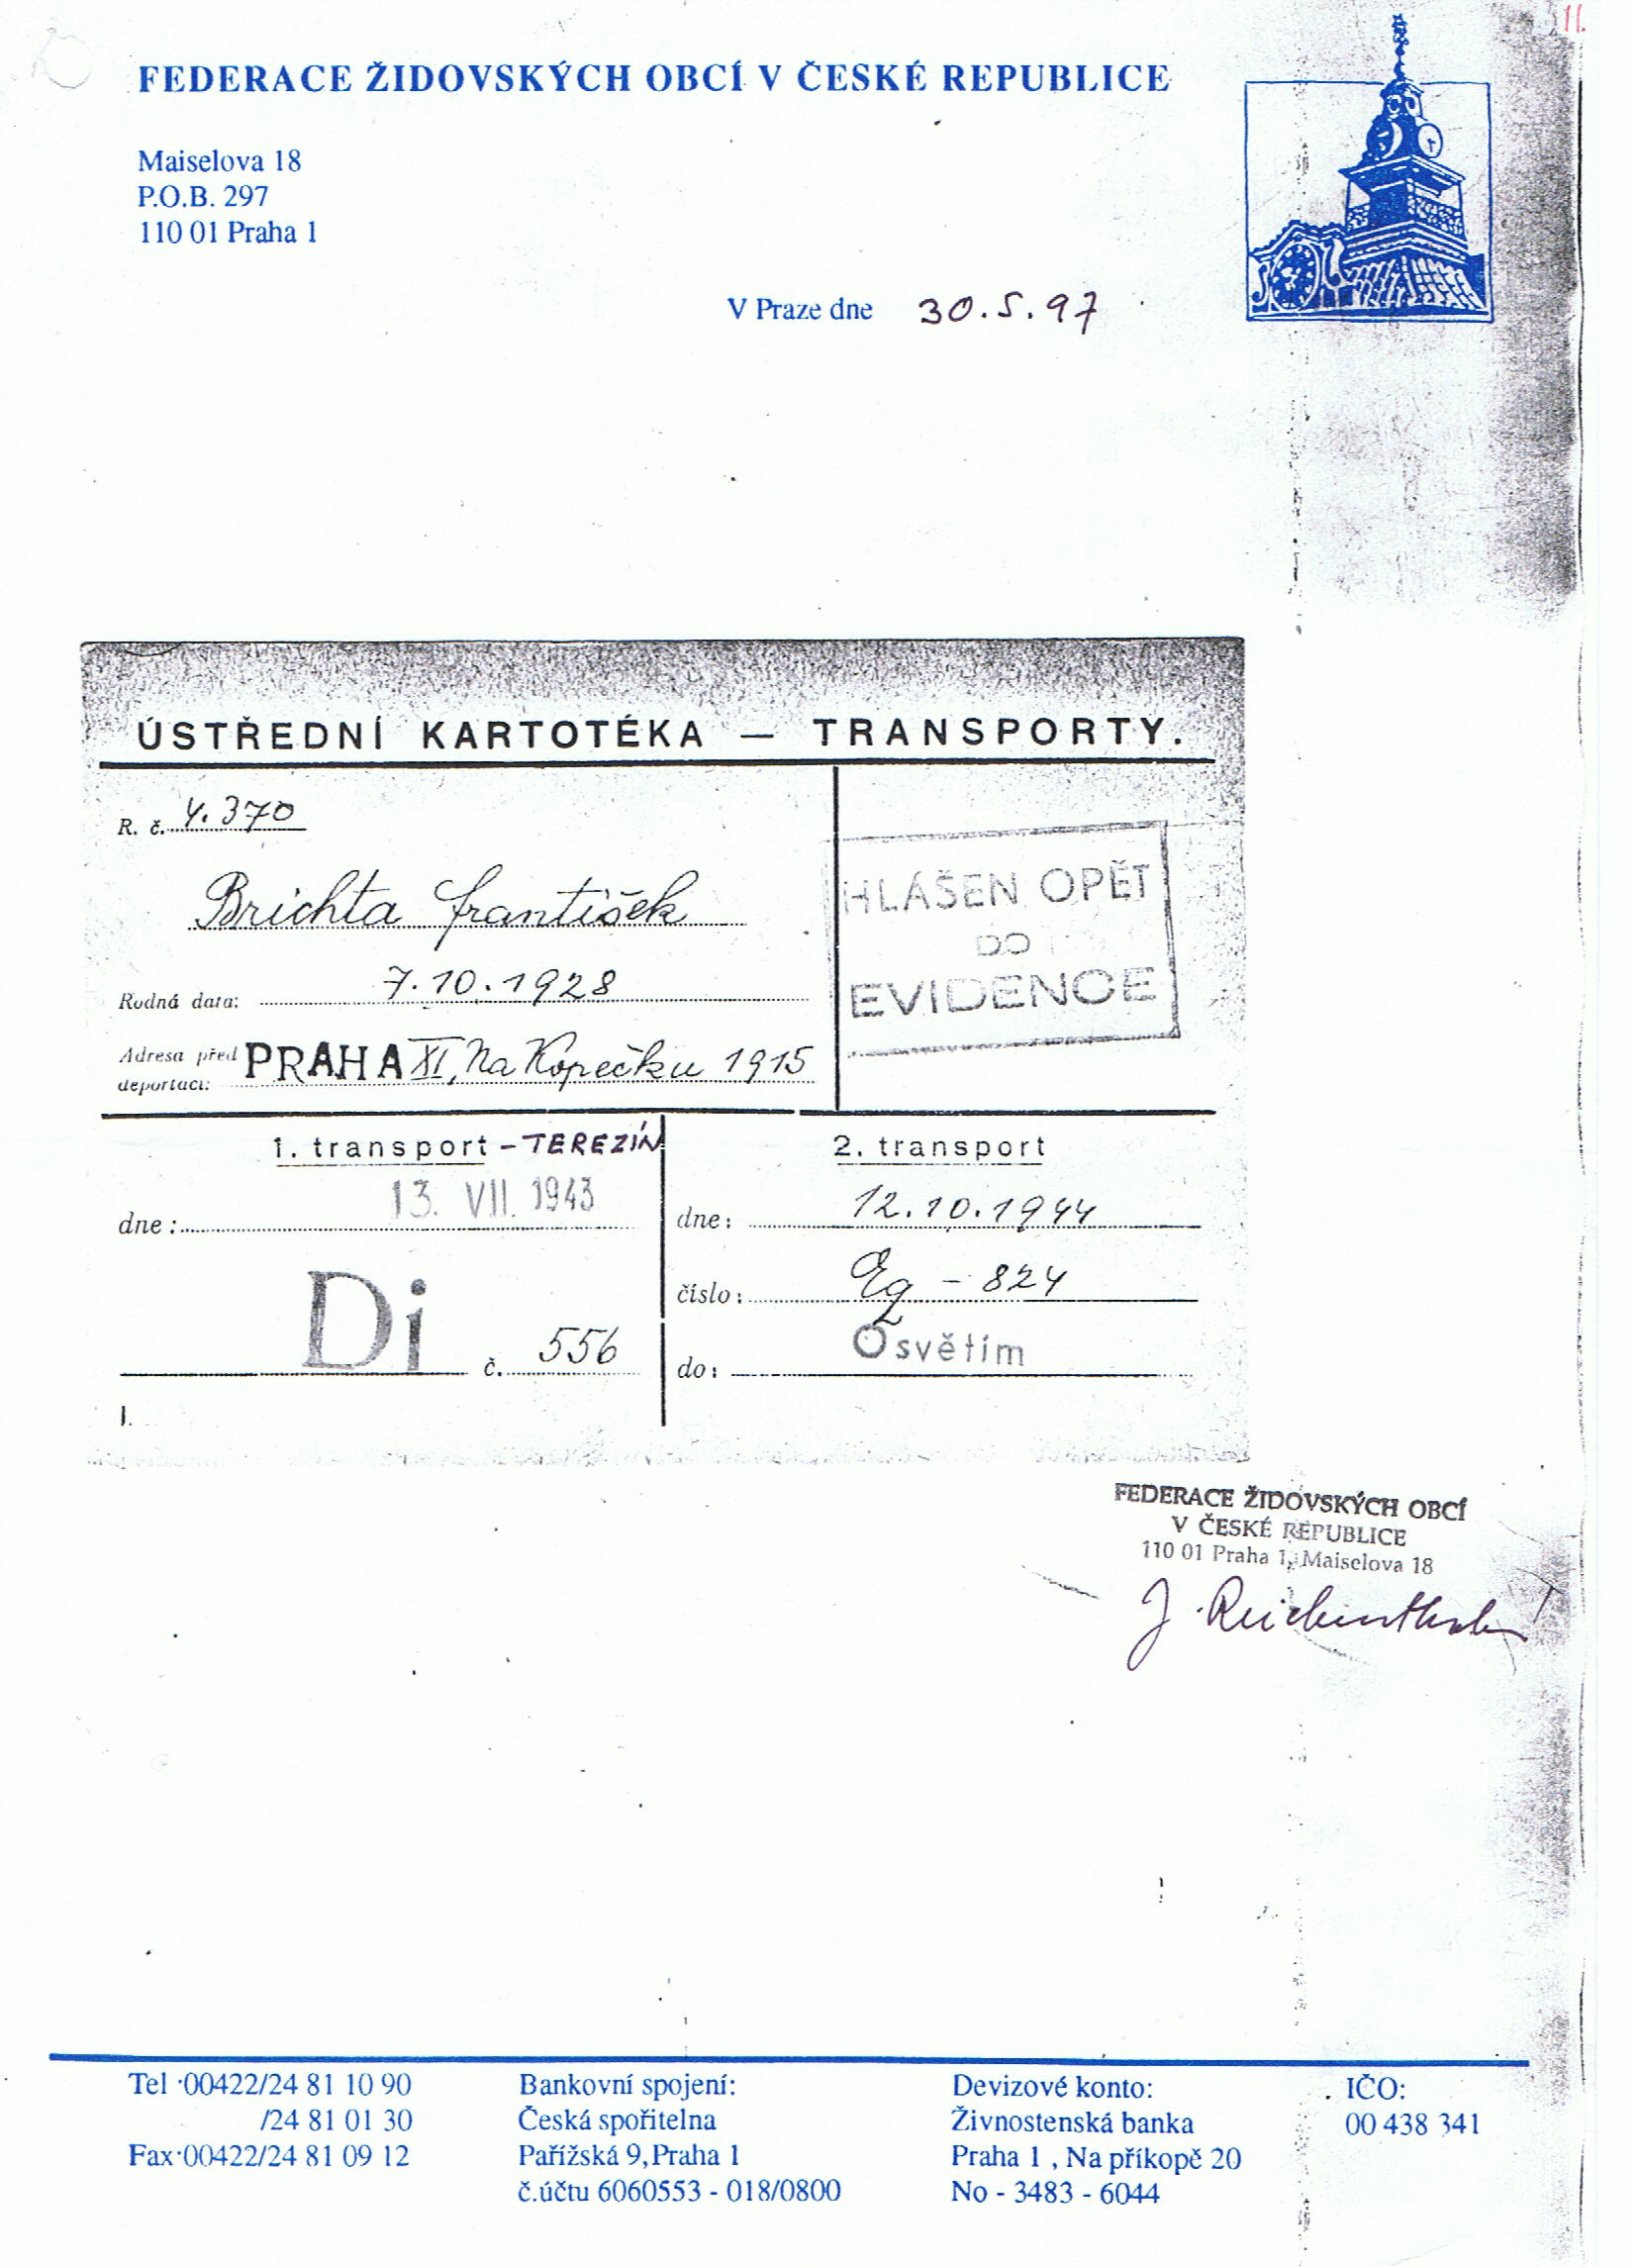 11.
FEDERACE ŽIDOVSKÝCH OBCÍ V ČESKÉ REPUBLICE
Maiselova 18
P.O.B. 297
110 01 Praha 1
V Praze dne 30.5.97
ÚSTŘEDNÍ KARTOTÉKA — TRANSPORTY.
R. č. 4.370
Brichta František
Rodná data: 7.10.1928
Adresa před deportací: PRAHA XI, Na Kopečku 1915
HLÁŠEN OPĚT
DO
EVIDENCE
1. transport - TEREZÍN
dne: 13. VII. 1943
Di č. 556
I.
2. transport
dne: 12.10.1944
číslo: Eq - 824
do: Osvětím
FEDERACE ŽIDOVSKÝCH OBCÍ
V ČESKÉ REPUBLICE
110 01 Praha 1, Maiselova 18
J. Reichenthal
Tel 00422/24 81 10 90
/24 81 01 30
Fax 00422/24 81 09 12
Bankovní spojení:
Česká spořitelna
Pařížská 9, Praha 1
č.účtu 6060553 - 018/0800
Devizové konto:
Živnostenská banka
Praha 1 , Na příkopě 20
No - 3483 - 6044
IČO:
00 438 341